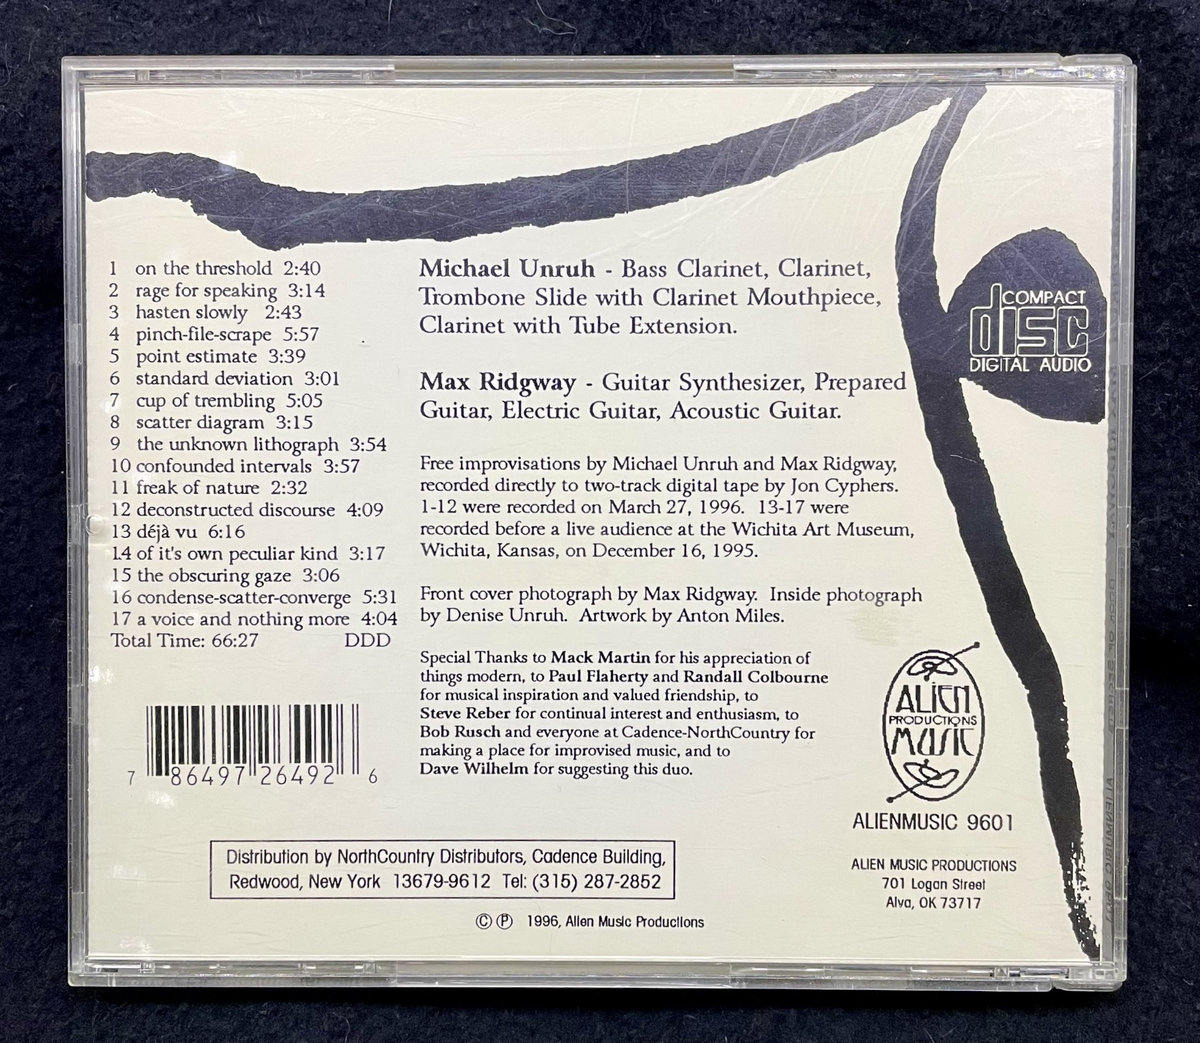 1 on the threshold 2:40
2 rage for speaking 3:14
3 hasten slowly 2:43
4 pinch-file-scrape 5:57
5 point estimate 3:39
6 standard deviation 3:01
7 cup of trembling 5:05
8 scatter diagram 3:15
9 the unknown lithograph 3:54
10 confounded intervals 3:57
11 freak of nature 2:32
12 deconstructed discourse 4:09
13 déjà vu 6:16
14 of it's own peculiar kind 3:17
15 the obscuring gaze 3:06
16 condense-scatter-converge 5:31
17 a voice and nothing more 4:04
Total Time: 66:27 DDD
Michael Unruh - Bass Clarinet, Clarinet,
Trombone Slide with Clarinet Mouthpiece,
Clarinet with Tube Extension.
Max Ridgway - Guitar Synthesizer, Prepared
Guitar, Electric Guitar, Acoustic Guitar.
Free improvisations by Michael Unruh and Max Ridgway,
recorded directly to two-track digital tape by Jon Cyphers.
1-12 were recorded on March 27, 1996. 13-17 were
recorded before a live audience at the Wichita Art Museum,
Wichita, Kansas, on December 16, 1995.
Front cover photograph by Max Ridgway. Inside photograph
by Denise Unruh. Artwork by Anton Miles.
Special Thanks to Mack Martin for his appreciation of
things modern, to Paul Flaherty and Randall Colbourne
for musical inspiration and valued friendship, to
Steve Reber for continual interest and enthusiasm, to
Bob Rusch and everyone at Cadence-NorthCountry for
making a place for improvised music, and to
Dave Wilhelm for suggesting this duo.
COMPACT
disc
DIGITAL AUDIO
ALIEN
PRODUCTIONS
MUSIC
ALIENMUSIC 9601
ALIEN MUSIC PRODUCTIONS
701 Logan Street
Alva, OK 73717
7 86497 26492 6
Distribution by NorthCountry Distributors, Cadence Building,
Redwood, New York 13679-9612 Tel: (315) 287-2852
© ℗ 1996, Alien Music Productions